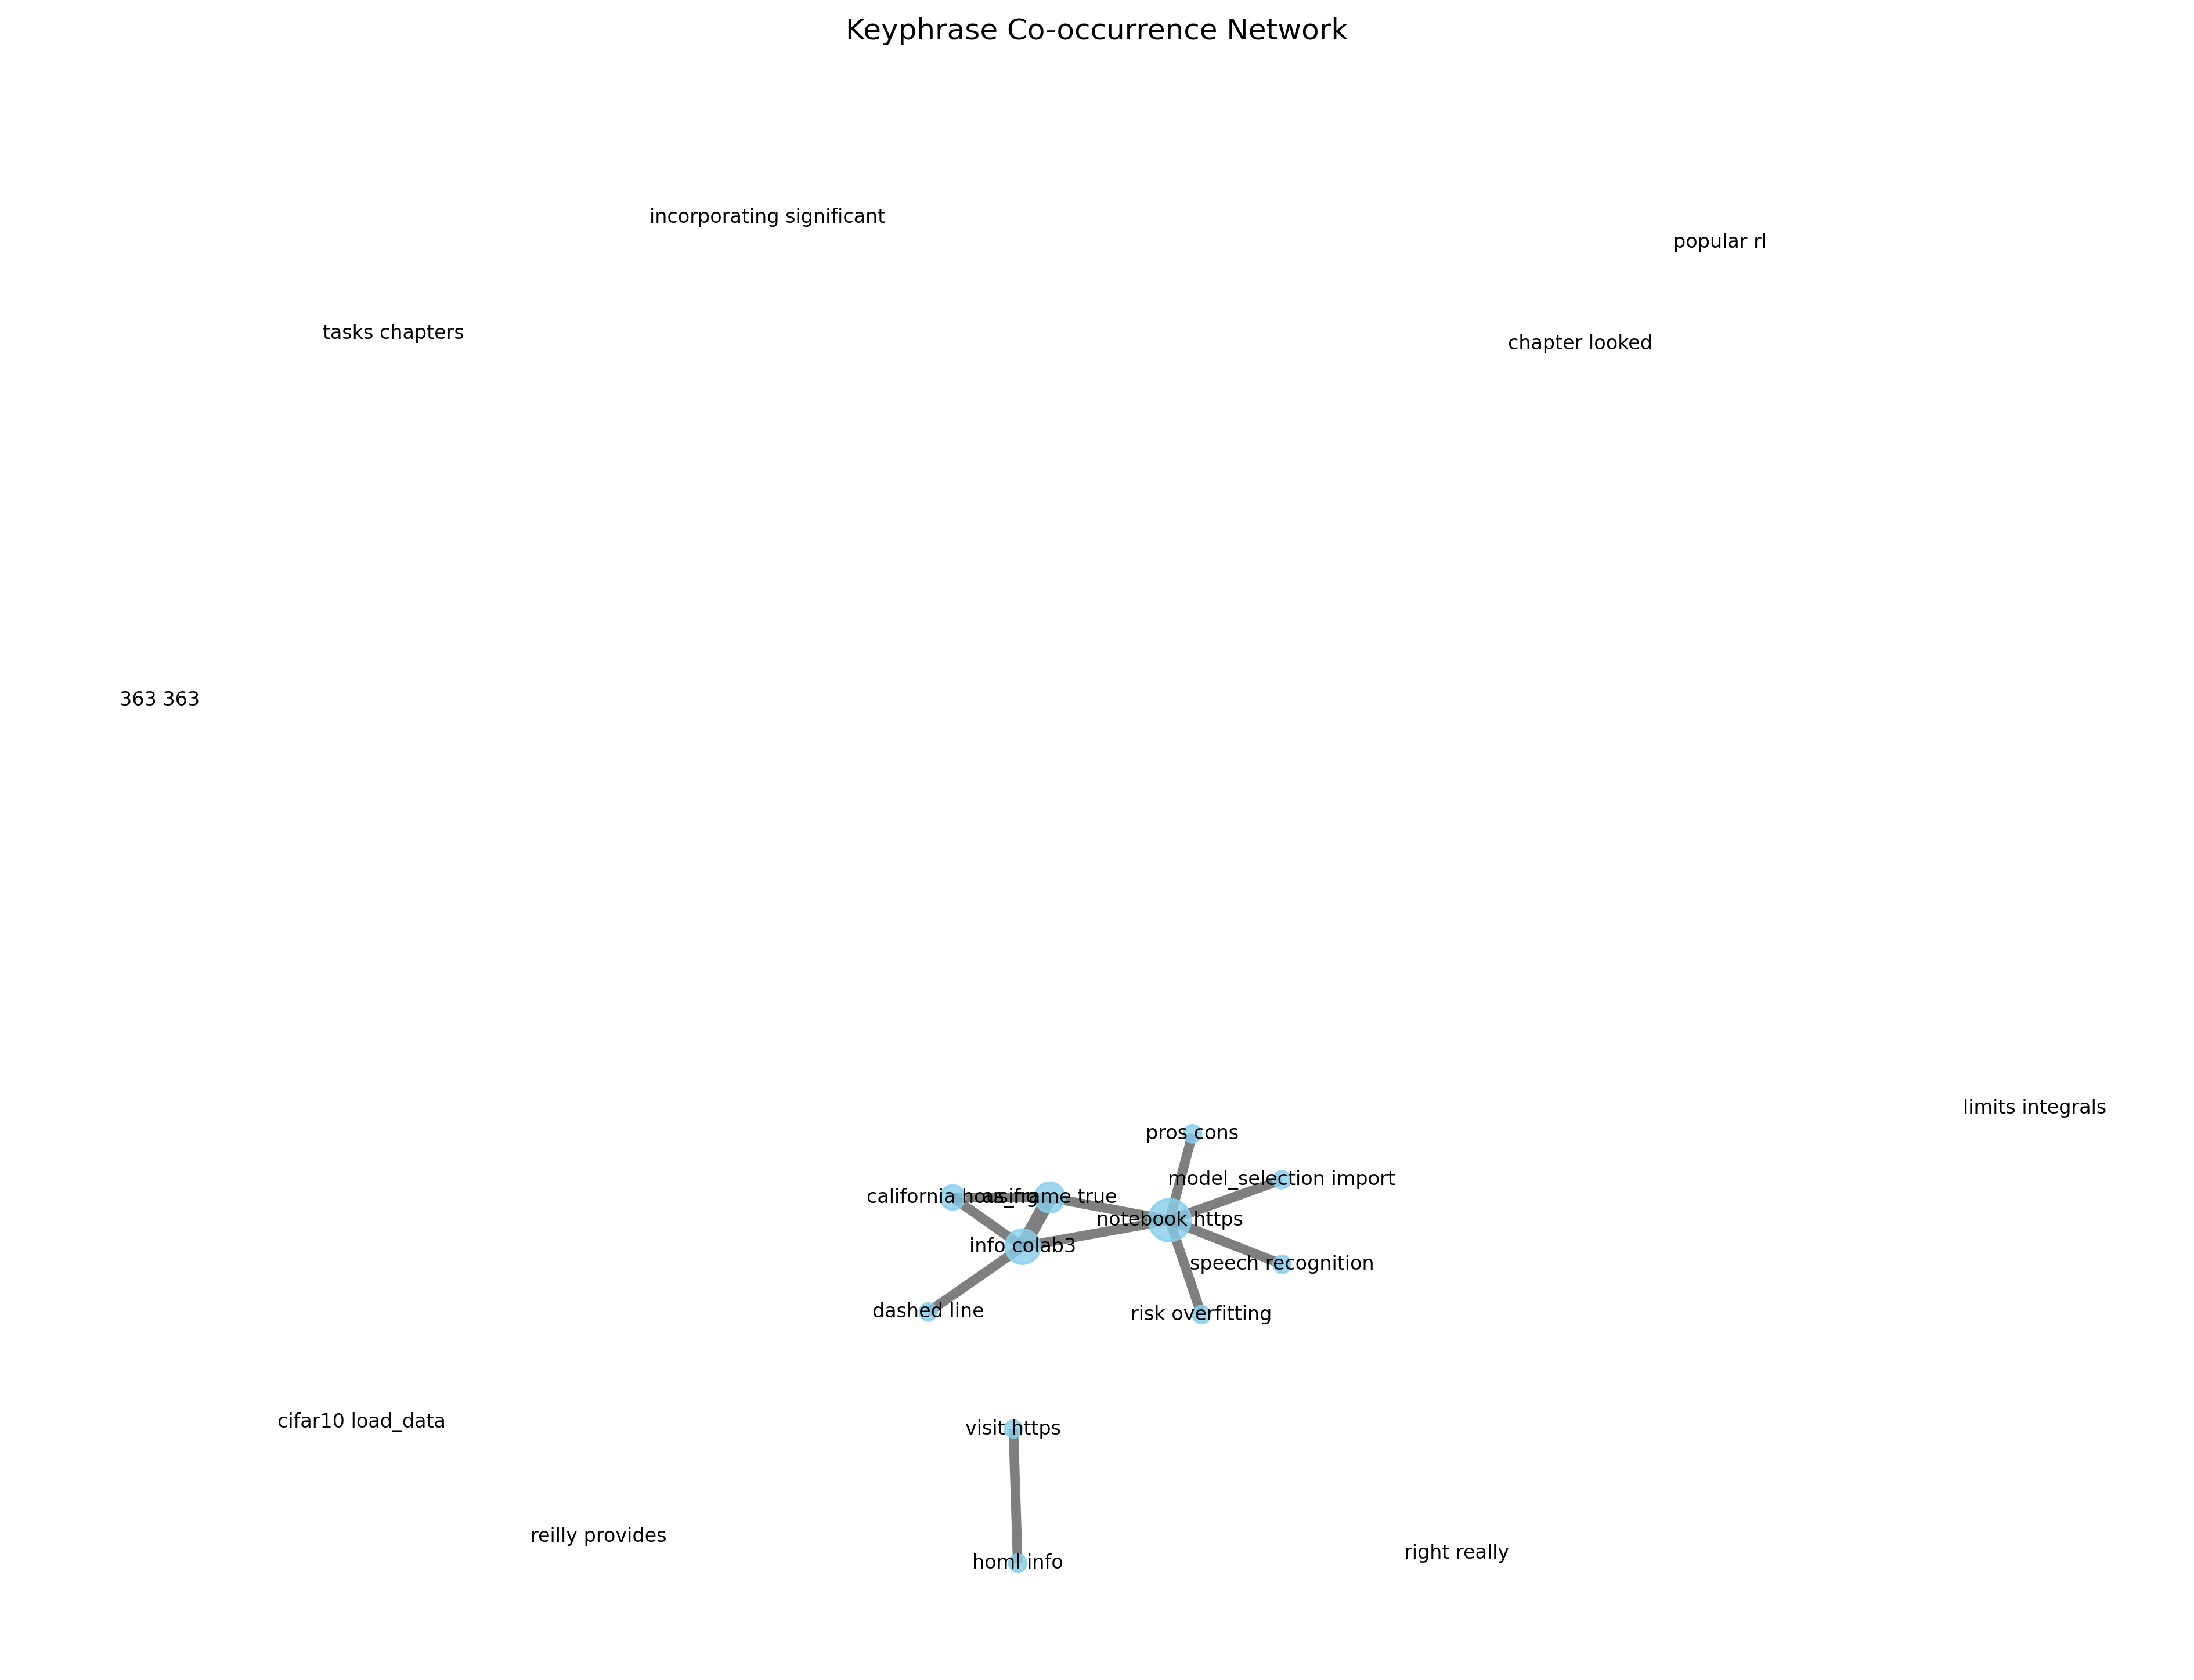 Keyphrase Co-occurrence Network
incorporating significant
popular rl
tasks chapters
chapter looked
363 363
limits integrals
pros cons
model_selection import
california housing
as_frame true
notebook https
info colab3
speech recognition
dashed line
risk overfitting
cifar10 load_data
visit https
reilly provides
right really
homl info